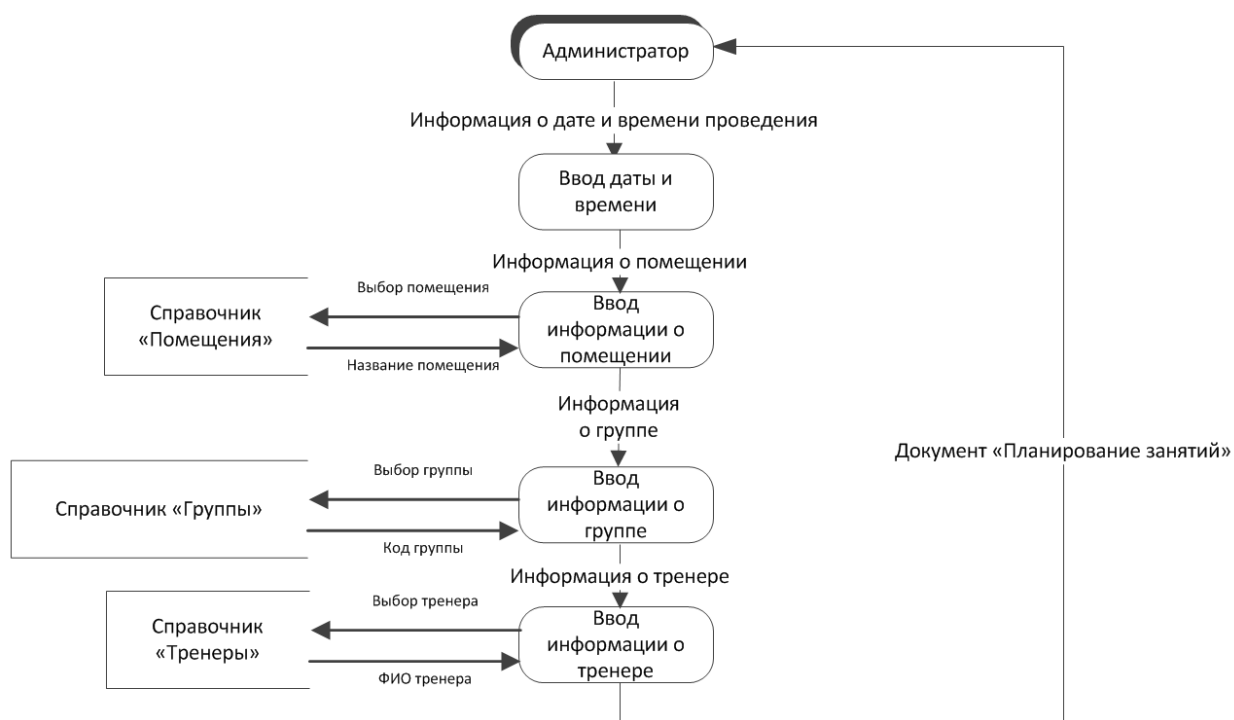 Администратор
Информация о дате и времени проведения
Ввод даты и
времени
Информация о помещении
Выбор помещения
Справочник
«Помещения»
Ввод
информации о
помещении
Название помещения
Информация
о группе
Документ «Планирование занятий»
Выбор группы
Справочник «Группы»
Ввод
информации о
группе
Код группы
Информация о тренере
Выбор тренера
Справочник
«Тренеры»
Ввод
информации о
тренере
ФИО тренера